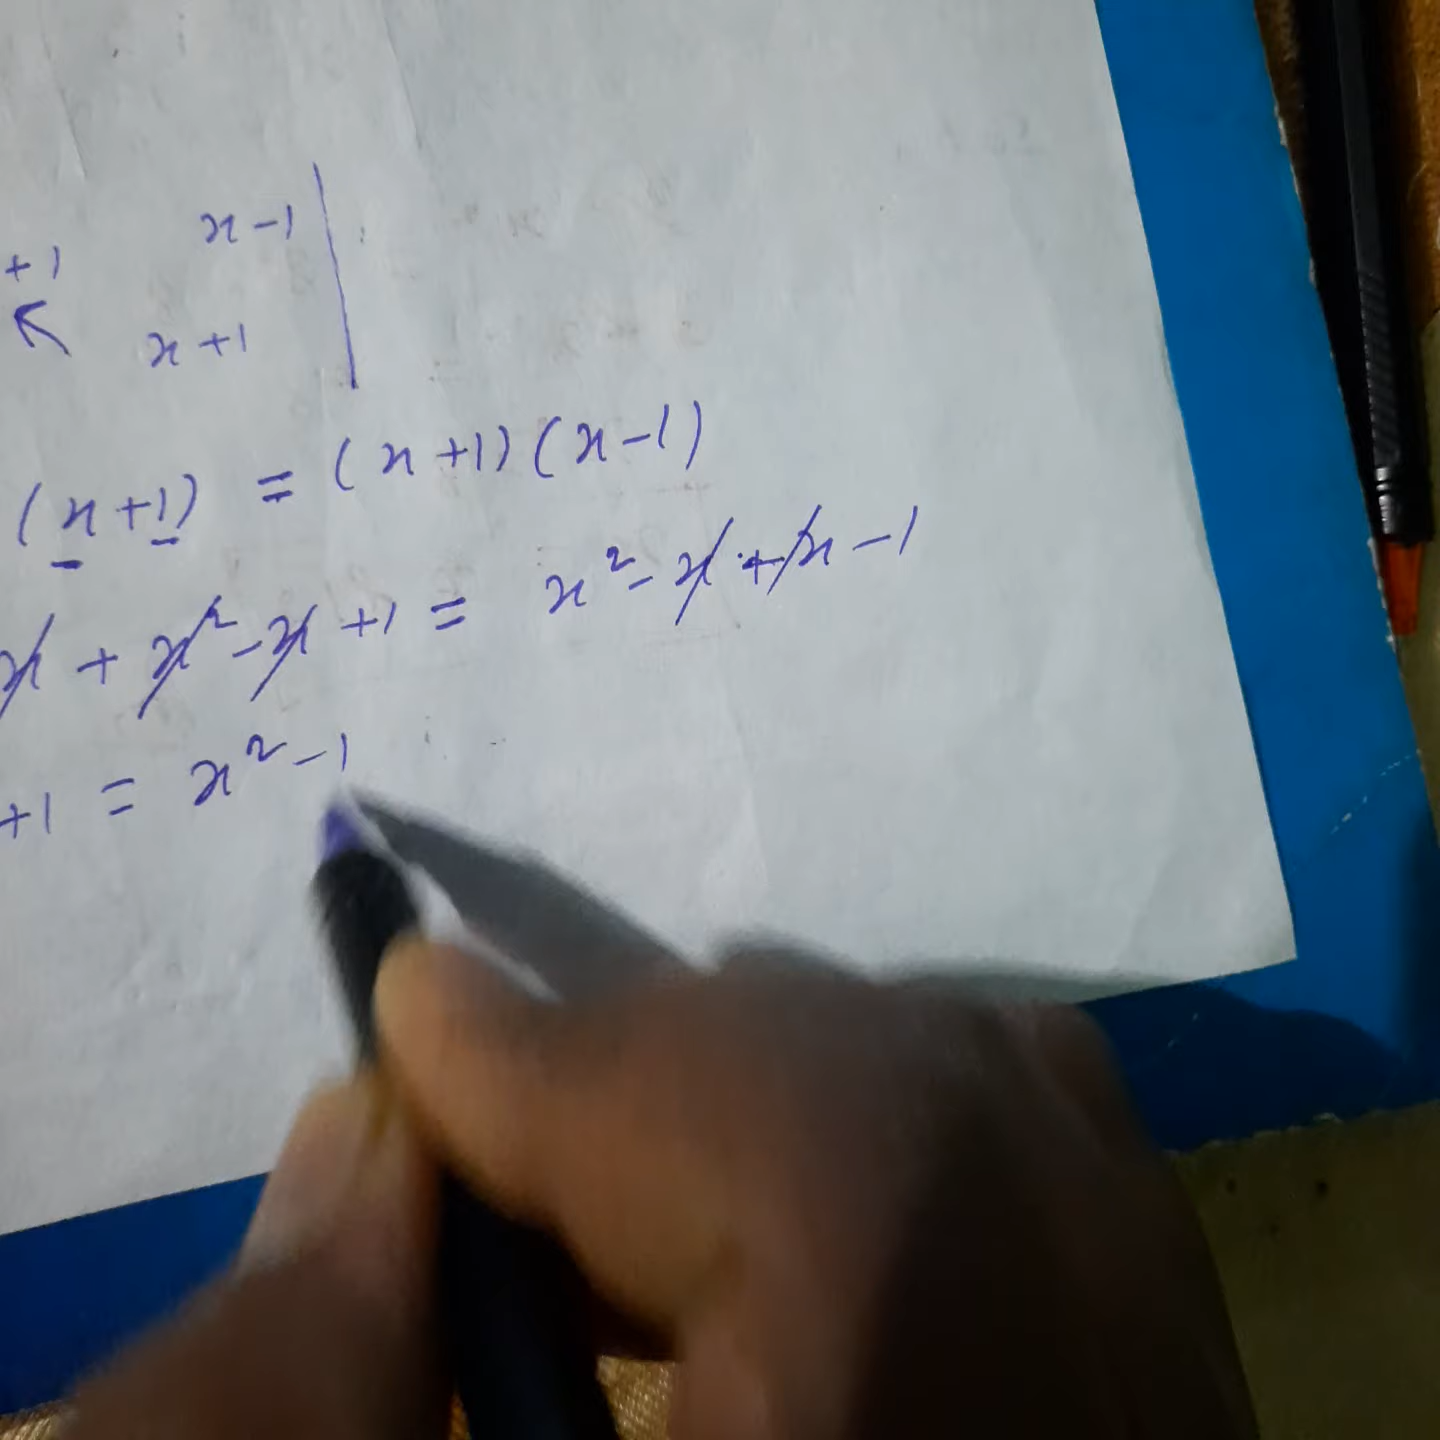 x-1
+1
x+1
(x+1) = (x+1)(x-1)
x + x² - x + 1 = x² - x + x - 1
+1 = x² - 1